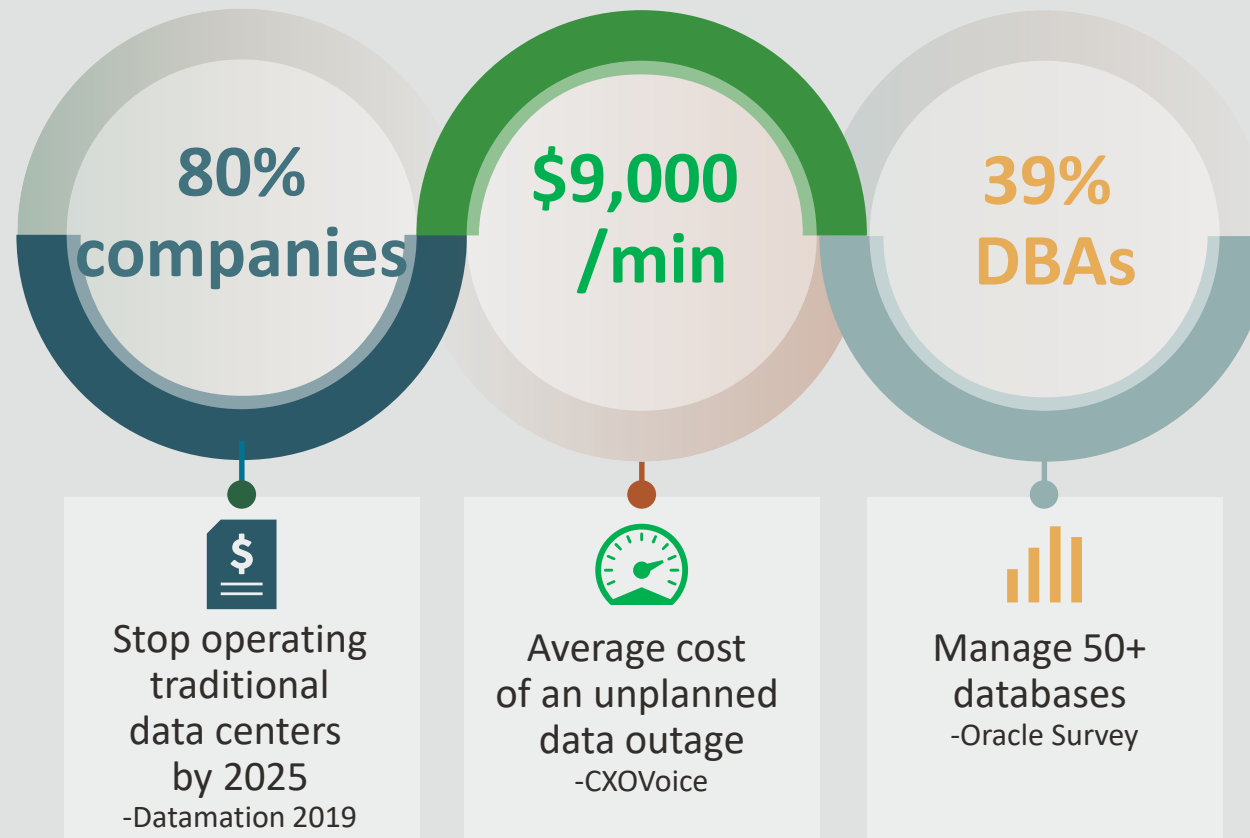 80%
companies
$9,000
/min
39%
DBAs
$
Stop operating
traditional
data centers
by 2025
-Datamation 2019
Average cost
of an unplanned
data outage
-CXOVoice
Manage 50+
databases
-Oracle Survey